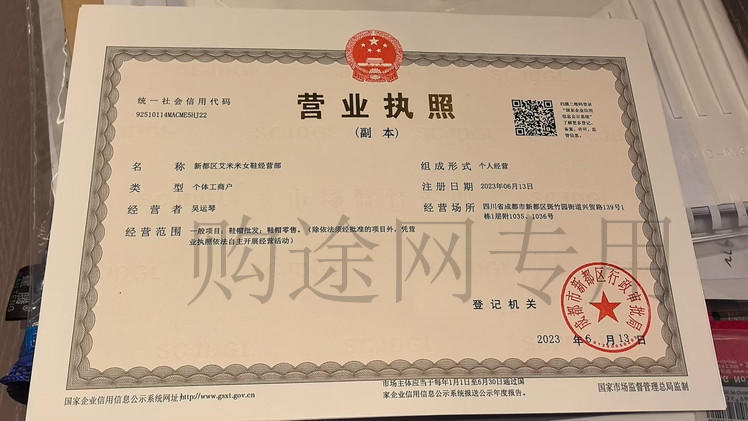 统一社会信用代码
92510114MACME5HJ22
营业执照
(副 本)
扫描二维码登录
"国家企业信用
信息公示系统"
了解更多登记、
备案、许可、监
管信息。
名 称 新都区艾米米女鞋经营部
类 型 个体工商户
经 营 者 吴运琴
经 营 范 围 一般项目：鞋帽批发；鞋帽零售。（除依法须经批准的项目外，凭营
业执照依法自主开展经营活动）
组 成 形 式 个人经营
注 册 日 期 2023年06月13日
经 营 场 所 四川省成都市新都区斑竹园街道兴贸路139号1
栋1层附1035、1036号
购途网专用
登 记 机 关
成都市新都区行政审批局
2023 年 6 月 13 日
国家企业信用信息公示系统网址：http://www.gsxt.gov.cn
市场主体应当于每年1月1日至6月30日通过国
家企业信用信息公示系统报送公示年度报告。
国家市场监督管理总局监制